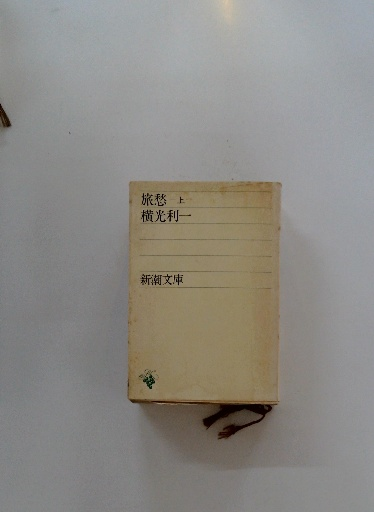 旅愁 上
横光利一
新潮文庫